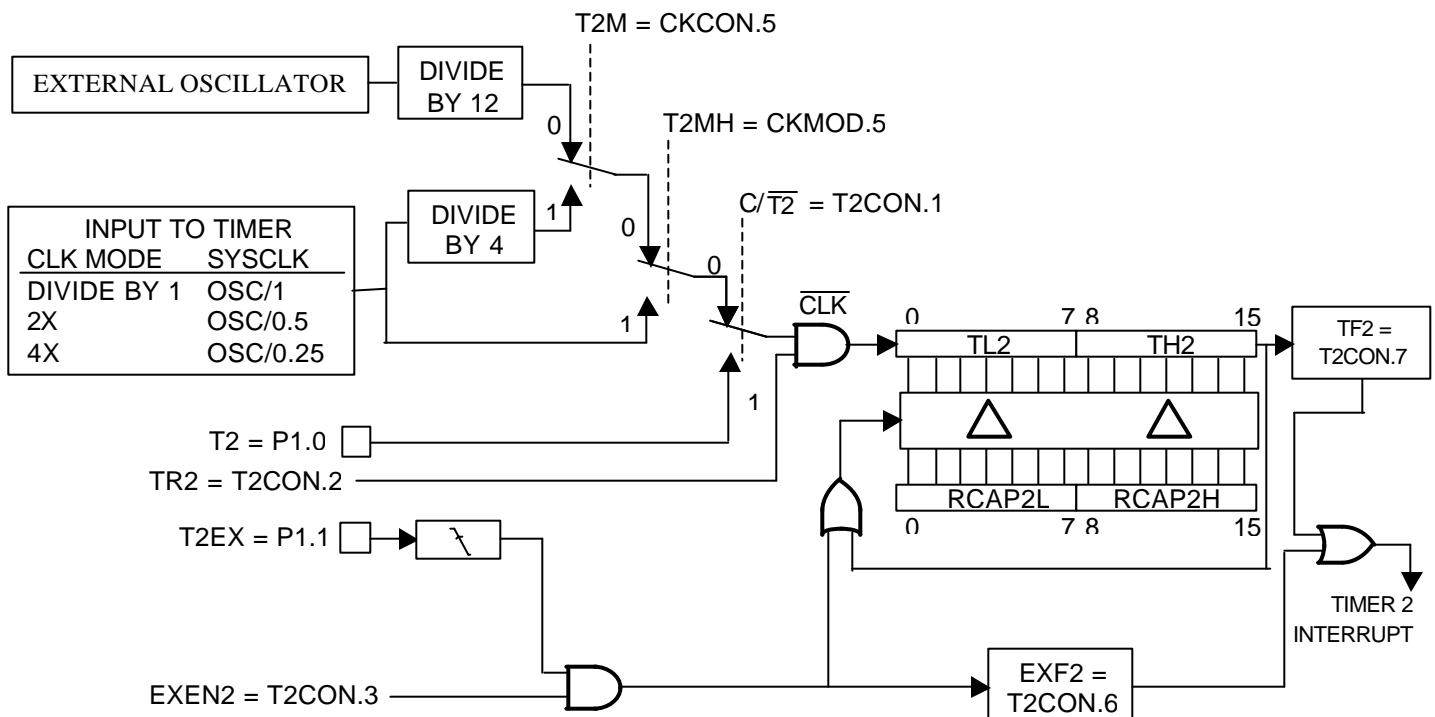 T2M = CKCON.5
EXTERNAL OSCILLATOR
DIVIDE
BY 12
0
T2MH = CKMOD.5
1
DIVIDE
BY 4
0
C/T2 = T2CON.1
INPUT TO TIMER
CLK MODE SYSCLK
DIVIDE BY 1 OSC/1
2X OSC/0.5
4X OSC/0.25
1
0
CLK
0 7 8 15
TL2 TH2
TF2 =
T2CON.7
1
T2 = P1.0
TR2 = T2CON.2
RCAP2L RCAP2H
0 7 8 15
T2EX = P1.1
TIMER 2
INTERRUPT
EXEN2 = T2CON.3
EXF2 =
T2CON.6